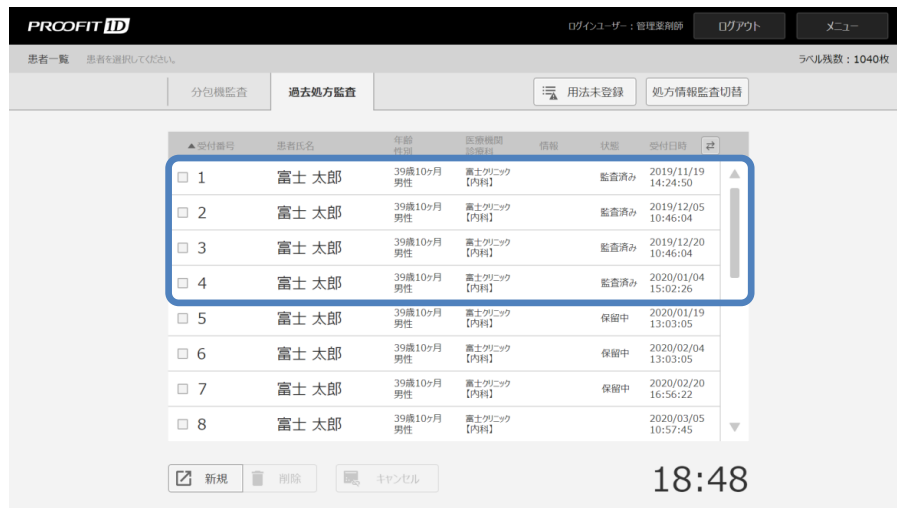 PROOFIT ID
ログインユーザー：管理薬剤師
ログアウト
メニュー
患者一覧 患者を選択してください。
ラベル残数：1040枚
分包機監査
過去処方監査
用法未登録
処方情報監査切替
▲受付番号 患者氏名 年齢 性別 医療機関 診療科 情報 状態 受付日時
1 富士 太郎 39歳10ヶ月 男性 富士クリニック 【内科】 監査済み 2019/11/19 14:24:50
2 富士 太郎 39歳10ヶ月 男性 富士クリニック 【内科】 監査済み 2019/12/05 10:46:04
3 富士 太郎 39歳10ヶ月 男性 富士クリニック 【内科】 監査済み 2019/12/20 10:46:04
4 富士 太郎 39歳10ヶ月 男性 富士クリニック 【内科】 監査済み 2020/01/04 15:02:26
5 富士 太郎 39歳10ヶ月 男性 富士クリニック 【内科】 保留中 2020/01/19 13:03:05
6 富士 太郎 39歳10ヶ月 男性 富士クリニック 【内科】 保留中 2020/02/04 13:03:05
7 富士 太郎 39歳10ヶ月 男性 富士クリニック 【内科】 保留中 2020/02/20 16:56:22
8 富士 太郎 39歳10ヶ月 男性 富士クリニック 【内科】 2020/03/05 10:57:45
新規
削除
キャンセル
18:48